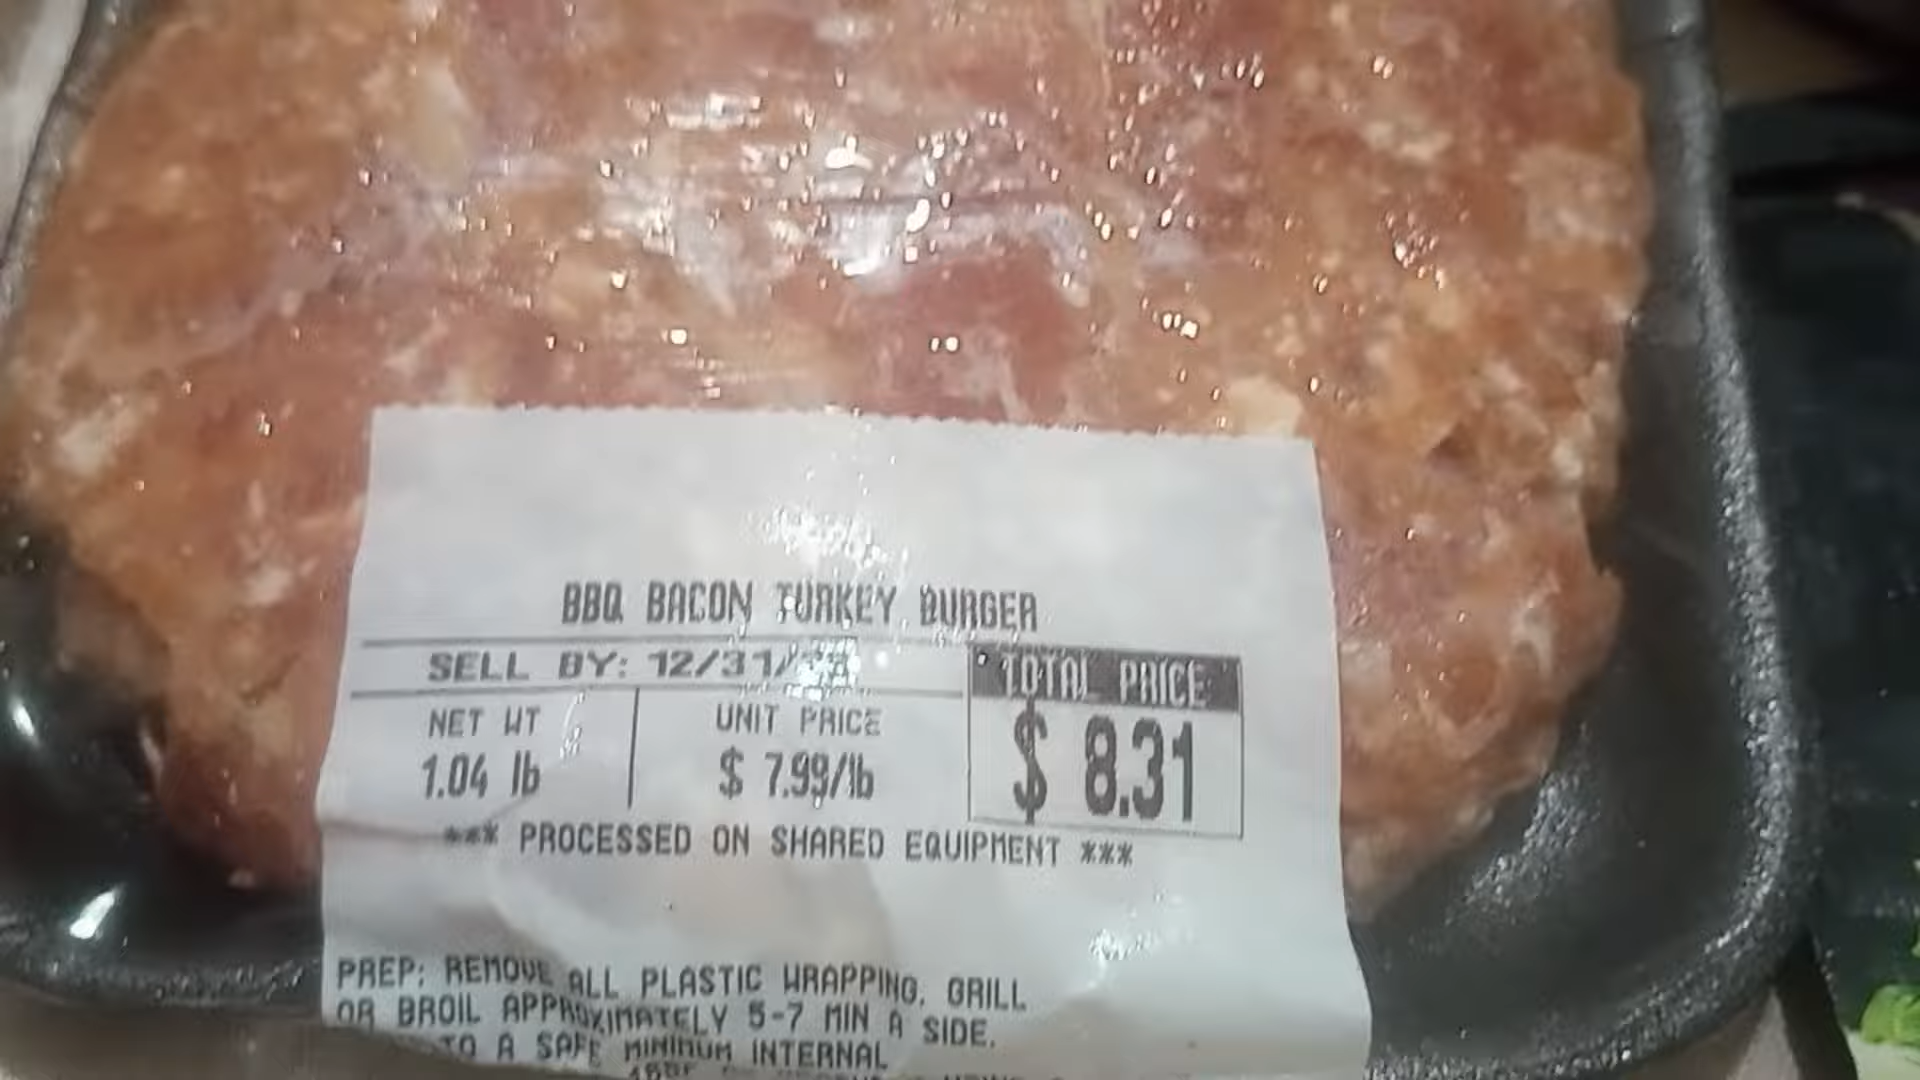 BBQ BACON TURKEY BURGER
SELL BY: 12/31/
TOTAL PRICE
NET WT
UNIT PRICE
$ 8.31
1.04 lb
$ 7.99/lb
*** PROCESSED ON SHARED EQUIPMENT ***
PREP: REMOVE ALL PLASTIC WRAPPING. GRILL
OR BROIL APPROXIMATELY 5-7 MIN A SIDE.
TO A SAFE MINIMUM INTERNAL